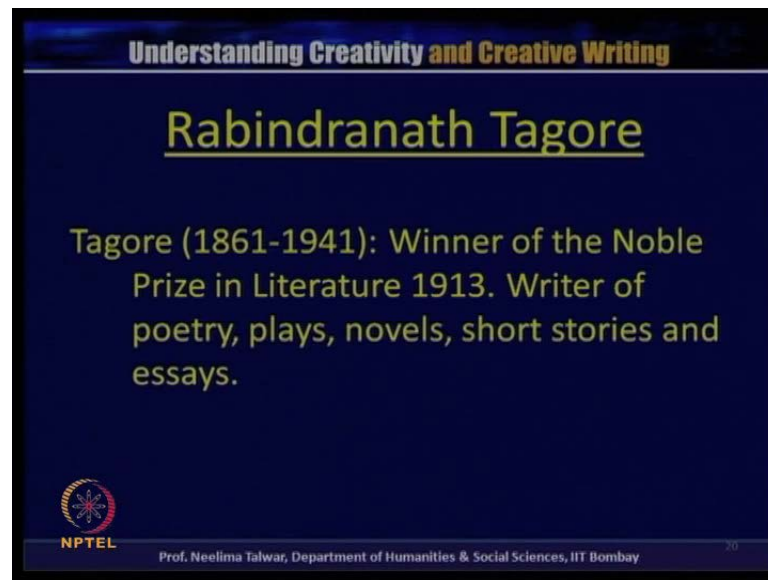 Understanding Creativity and Creative Writing
Rabindranath Tagore
Tagore (1861-1941): Winner of the Noble
Prize in Literature 1913. Writer of
poetry, plays, novels, short stories and
essays.
NPTEL
Prof. Neelima Talwar, Department of Humanities & Social Sciences, IIT Bombay
20